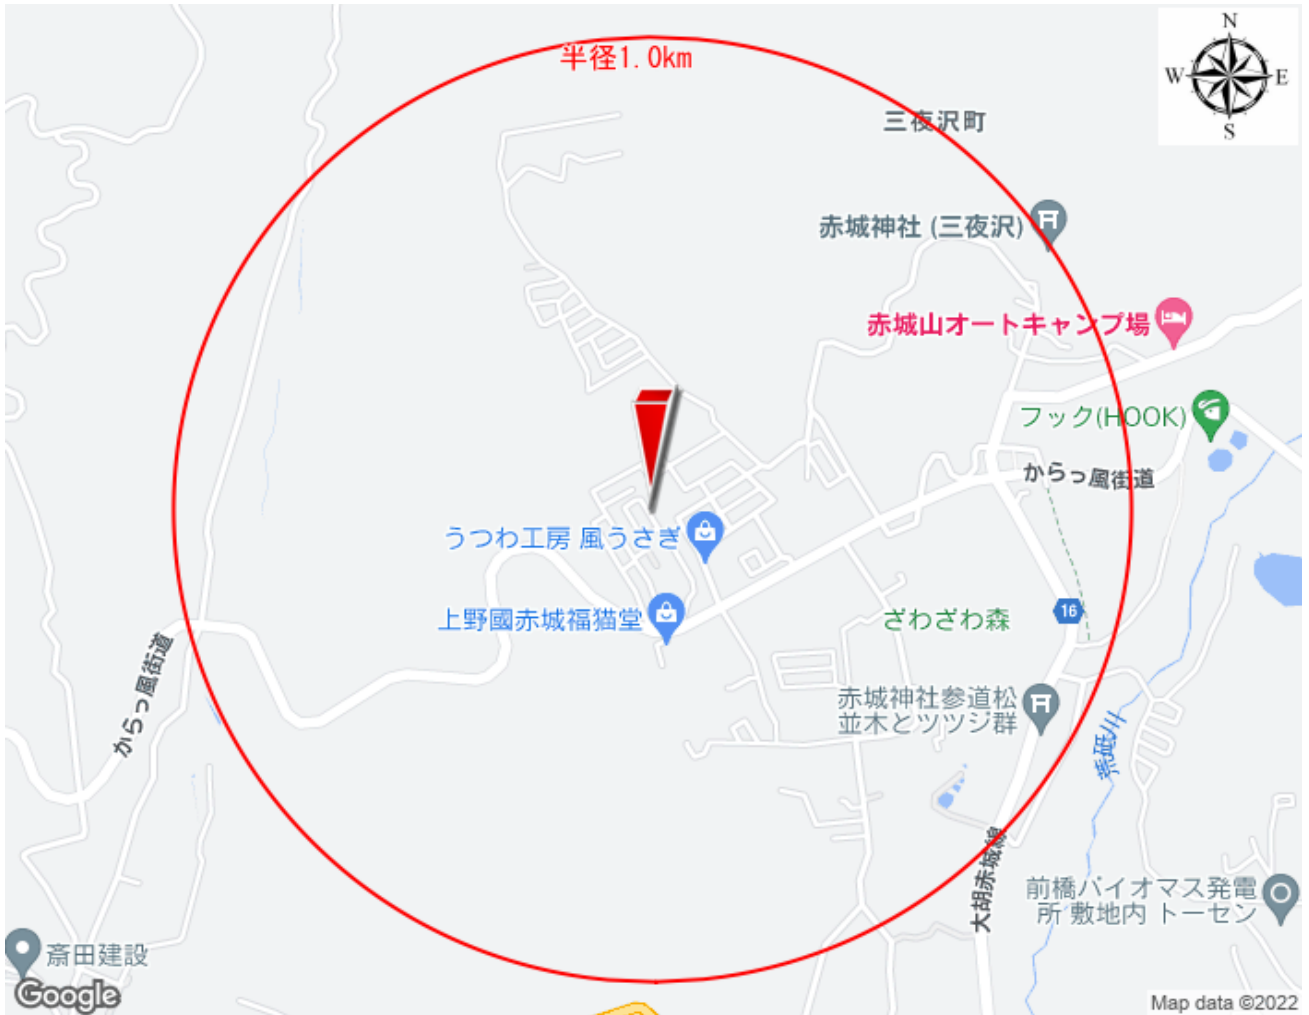 半径1.0km
N
W
E
S
三夜沢町
赤城神社 (三夜沢)
赤城山オートキャンプ場
フック(HOOK)
からっ風街道
うつわ工房 風うさぎ
上野國赤城福猫堂
16
ざわざわ森
からっ風街道
赤城神社参道松
並木とツツジ群
荒砥川
大胡赤城線
前橋バイオマス発電
所 敷地内 トーセン
斎田建設
Google
Map data ©2022